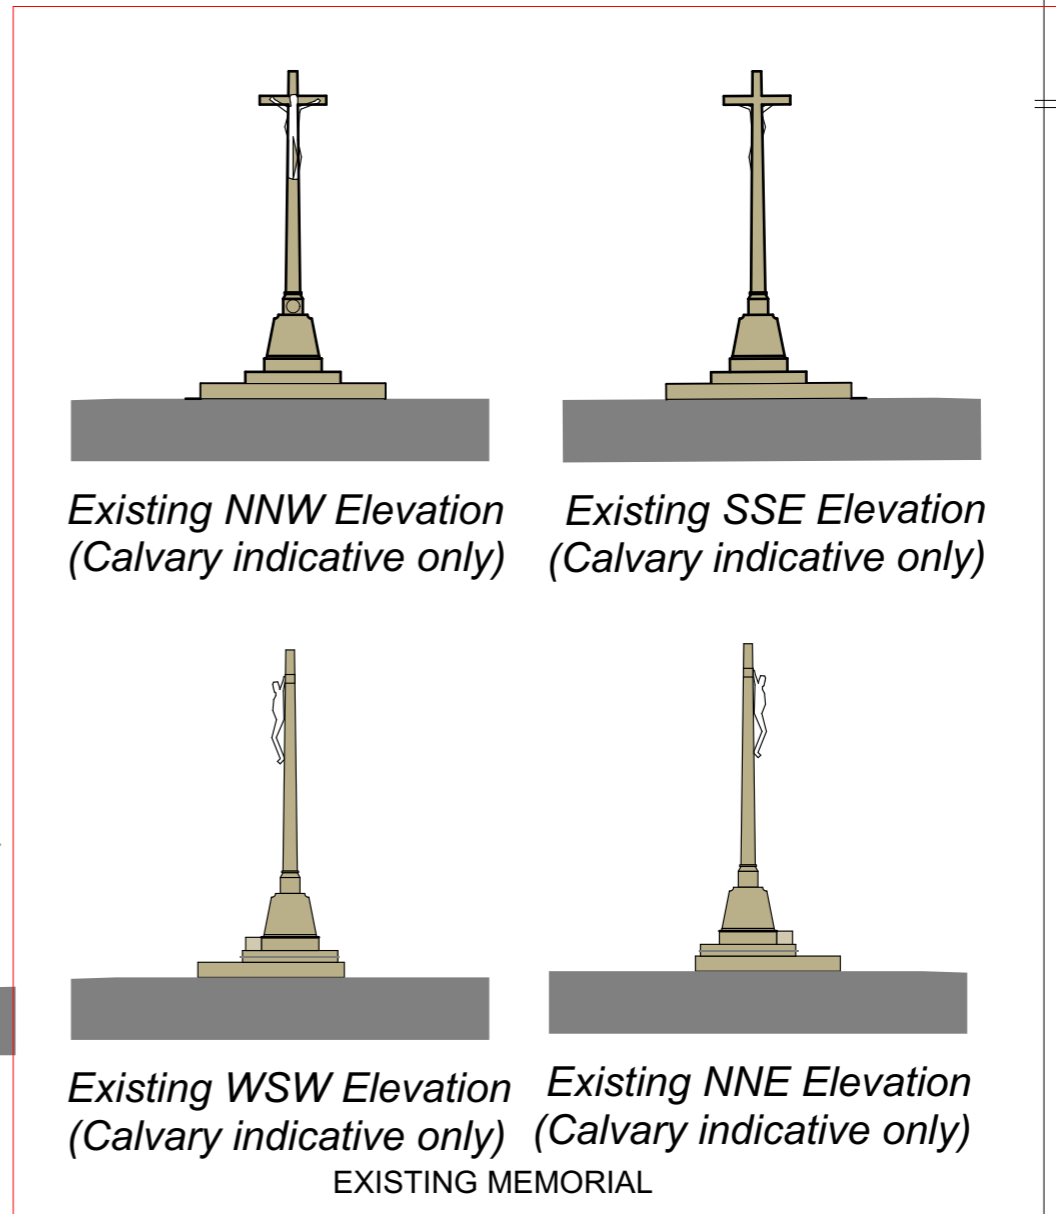 Existing NNW Elevation
(Calvary indicative only)
Existing SSE Elevation
(Calvary indicative only)
Existing WSW Elevation
(Calvary indicative only)
Existing NNE Elevation
(Calvary indicative only)
EXISTING MEMORIAL